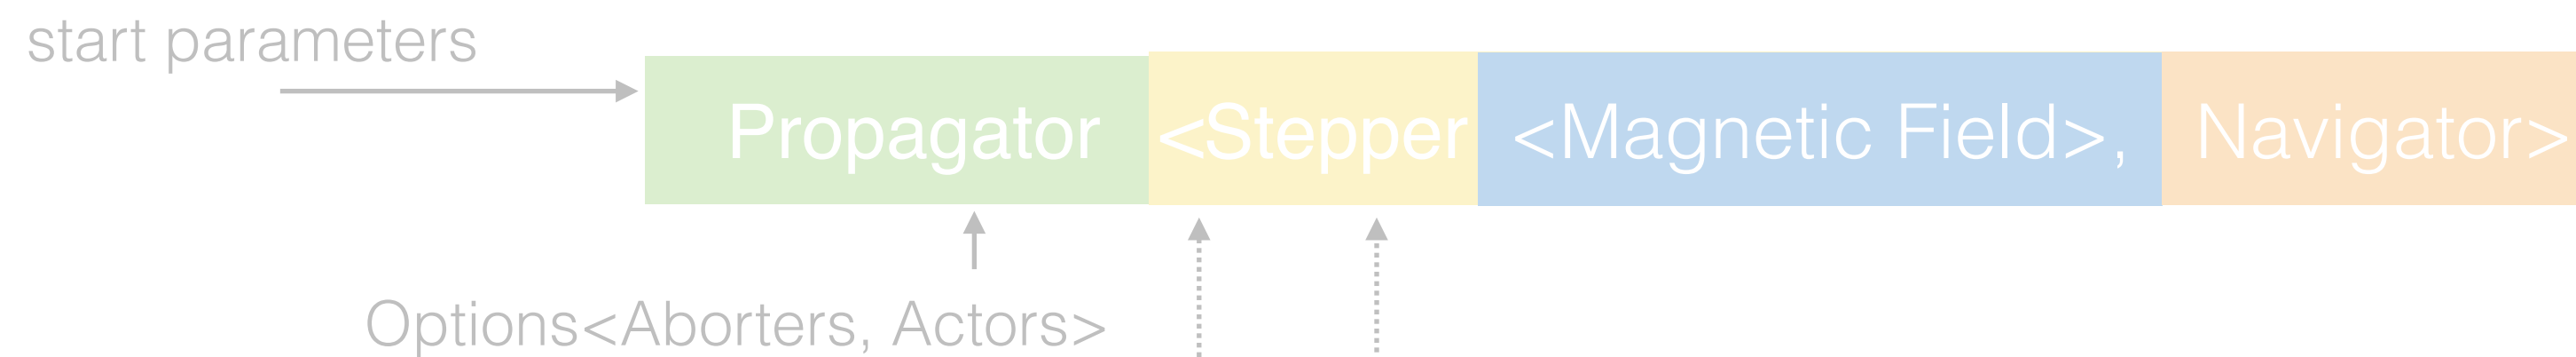 start parameters
Propagator <Stepper <Magnetic Field>, Navigator>
Options<Aborters, Actors>